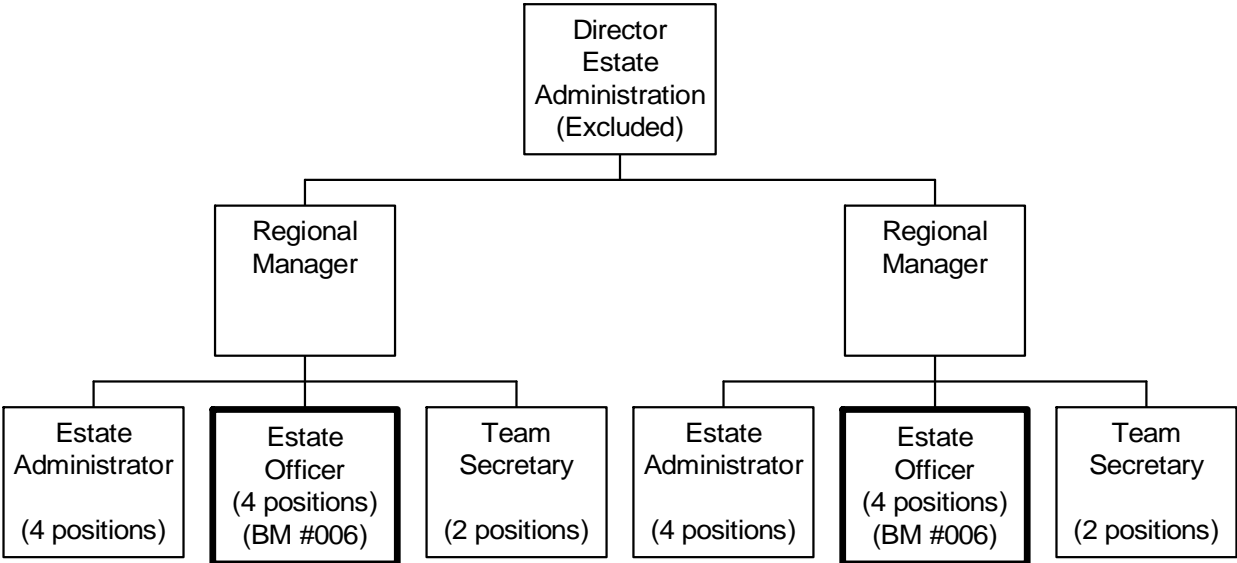 Director
Estate
Administration
(Excluded)
Regional
Manager
Regional
Manager
Estate
Administrator
(4 positions)
Estate
Officer
(4 positions)
(BM #006)
Team
Secretary
(2 positions)
Estate
Administrator
(4 positions)
Estate
Officer
(4 positions)
(BM #006)
Team
Secretary
(2 positions)